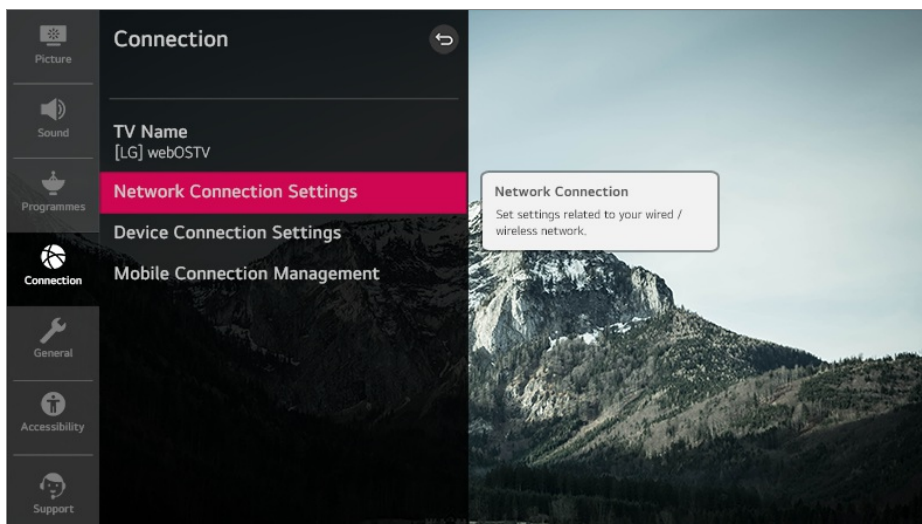 Picture
Sound
Programmes
Connection
General
Accessibility
Support
Connection
TV Name
[LG] webOSTV
Network Connection Settings
Device Connection Settings
Mobile Connection Management
Network Connection
Set settings related to your wired /
wireless network.